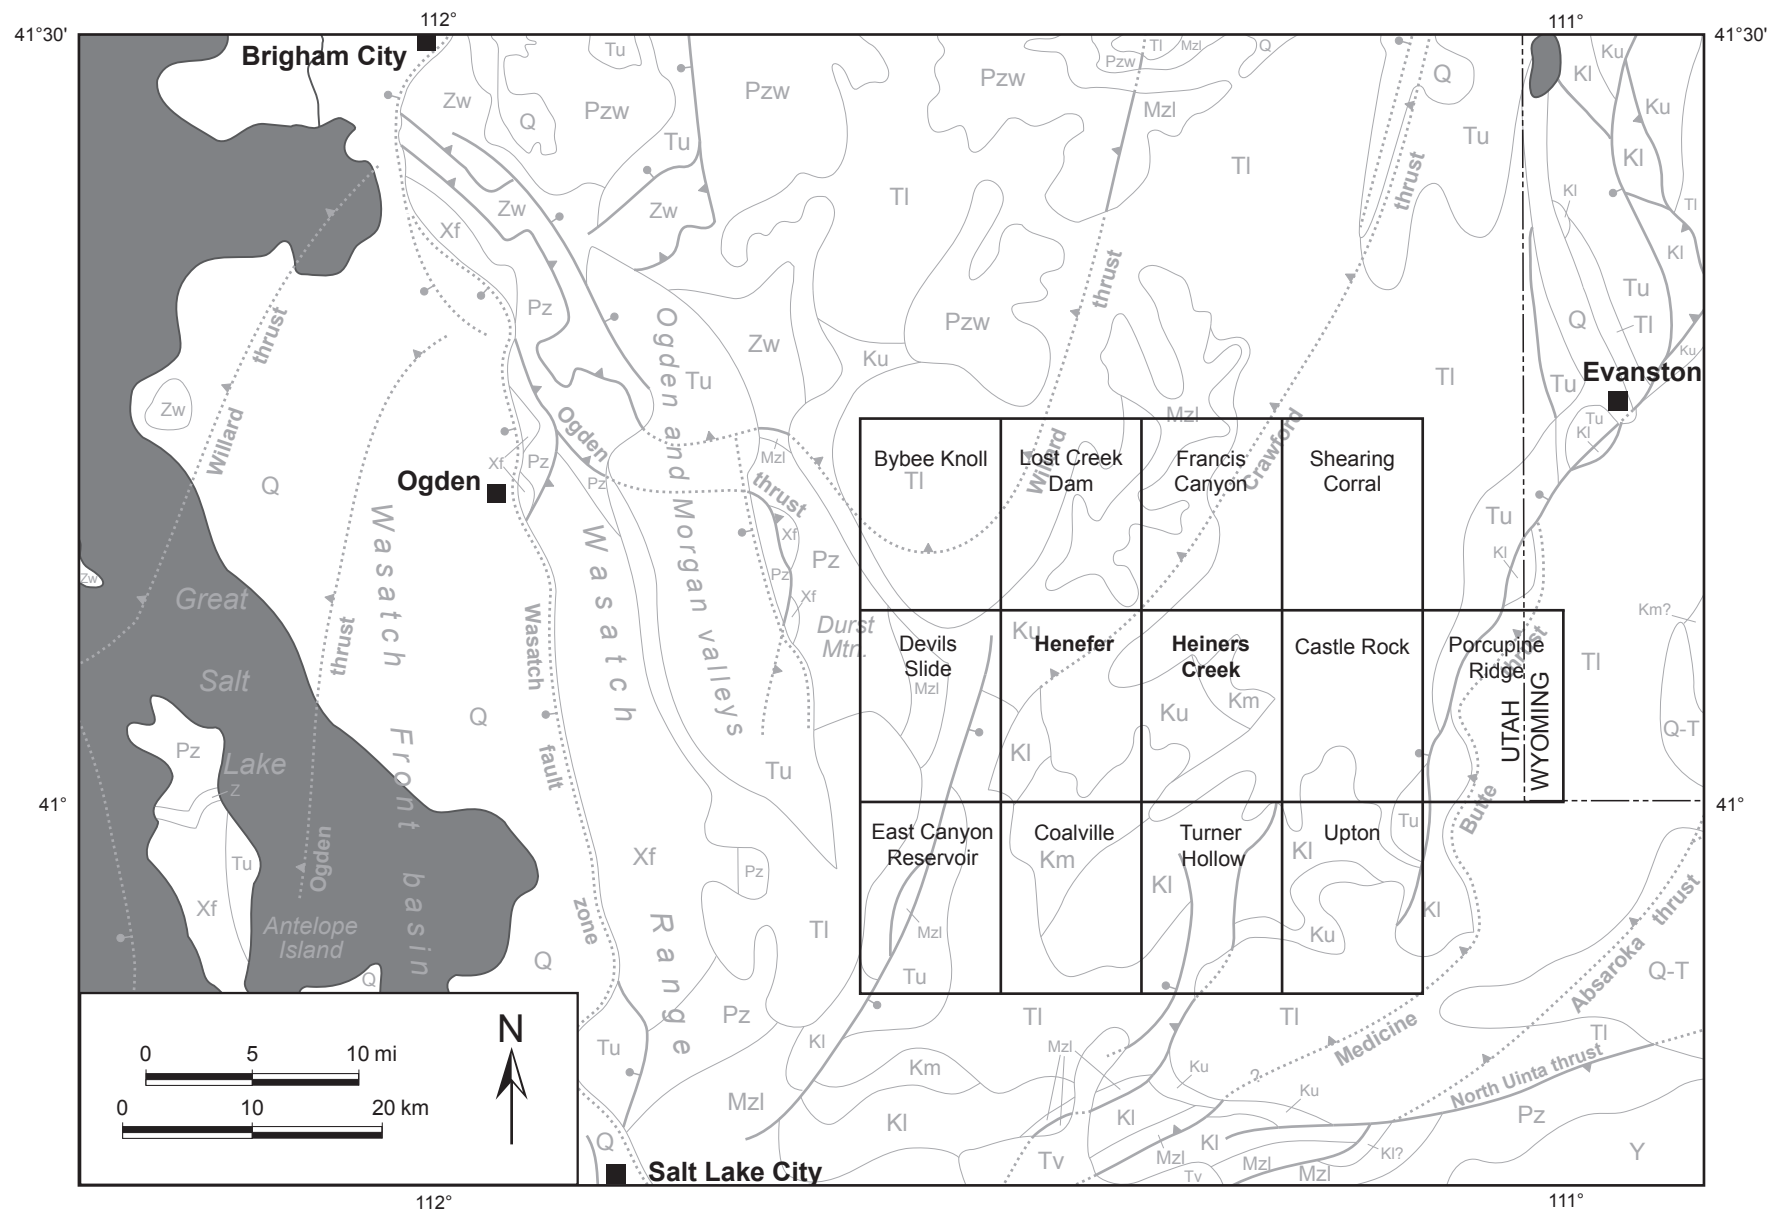 112°
111°
41°30'
41°30'
Brigham City
Tu
Tl
Mzl
Q
Pzw
Ku
Kl
Zw
Pzw
Pzw
Pzw
Q
Ku
Q
Mzl
Tu
Tu
Kl
Tl
Tl
thrust
Kl
Tl
Zw
Zw
Xf
Kl
thrust
Tu
Pz
Ogden and Morgan valleys
Pzw
Q
Tl
thrust
Zw
Ku
Ku
Evanston
Tu
Tl
Tu
Zw
Mzl
Tu
Ogden
Crawford
Kl
Willard
Mzl
Bybee Knoll
Lost Creek
Dam
Francis
Canyon
Shearing
Corral
Xf
Pz
Willard
Tl
Ogden
Q
Pz
thrust
Tu
Wasatch Front basin
Wasatch Range
Xf
Pz
Kl
Zw
Pz
Great
Xf
Wasatch
Km?
Durst
Mtn.
Ku
thrust
Devils
Slide
Henefer
Heiners
Creek
Castle Rock
Porcupine
Ridge
thrust
Tl
Salt
Mzl
Km
Q
Ku
UTAH
WYOMING
Q-T
Pz
Lake
fault
Tu
Kl
Z
41°
41°
Butte
East Canyon
Reservoir
Coalville
Turner
Hollow
Upton
Tu
Km
Kl
Xf
Tu
Pz
Kl
Ogden
thrust
Xf
Antelope
Island
zone
Tl
Mzl
Ku
Kl
Absaroka
Q
Q
Tu
Q-T
Pz
Tl
Tl
Medicine
Tl
N
0
5
10 mi
Tu
Kl
Mzl
Km
Ku
?
Ku
North Uinta thrust
0
10
20 km
Mzl
Kl
Kl
Pz
Q
Kl
Kl?
Y
Tv
Mzl
Mzl
Mzl
Tv
Salt Lake City
112°
111°